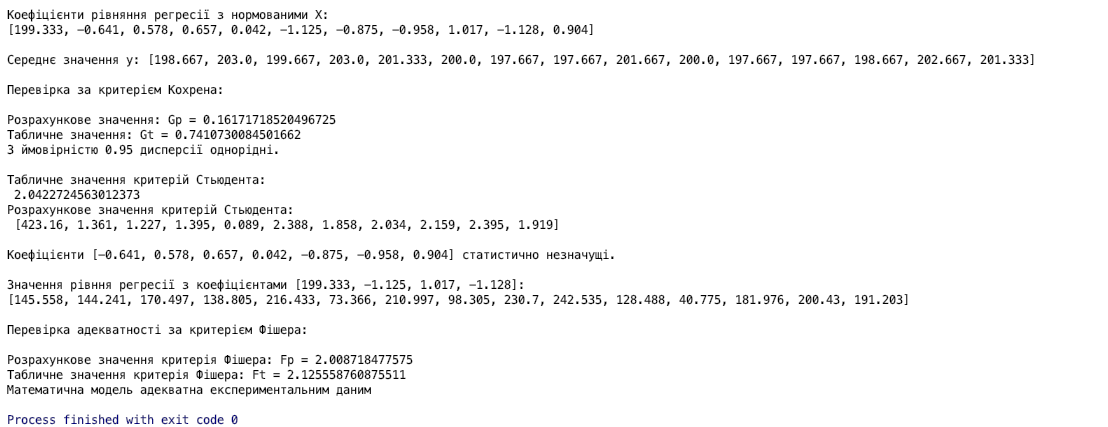 Коефіцієнти рівняння регресії з нормованими X:
[199.333, -0.641, 0.578, 0.657, 0.042, -1.125, -0.875, -0.958, 1.017, -1.128, 0.904]
Середнє значення y: [198.667, 203.0, 199.667, 203.0, 201.333, 200.0, 197.667, 197.667, 201.667, 200.0, 197.667, 197.667, 198.667, 202.667, 201.333]
Перевірка за критерієм Кохрена:
Розрахункове значення: Gp = 0.16171718520496725
Табличне значення: Gt = 0.7410730084501662
З ймовірністю 0.95 дисперсії однорідні.
Табличне значення критерій Стьюдента:
2.0422724563012373
Розрахункове значення критерій Стьюдента:
[423.16, 1.361, 1.227, 1.395, 0.089, 2.388, 1.858, 2.034, 2.159, 2.395, 1.919]
Коефіцієнти [-0.641, 0.578, 0.657, 0.042, -0.875, -0.958, 0.904] статистично незначущі.
Значення рівння регресії з коефіцієнтами [199.333, -1.125, 1.017, -1.128]:
[145.558, 144.241, 170.497, 138.805, 216.433, 73.366, 210.997, 98.305, 230.7, 242.535, 128.488, 40.775, 181.976, 200.43, 191.203]
Перевірка адекватності за критерієм Фішера:
Розрахункове значення критерія Фішера: Fp = 2.008718477575
Табличне значення критерія Фішера: Ft = 2.125558760875511
Математична модель адекватна експериментальним даним
Process finished with exit code 0